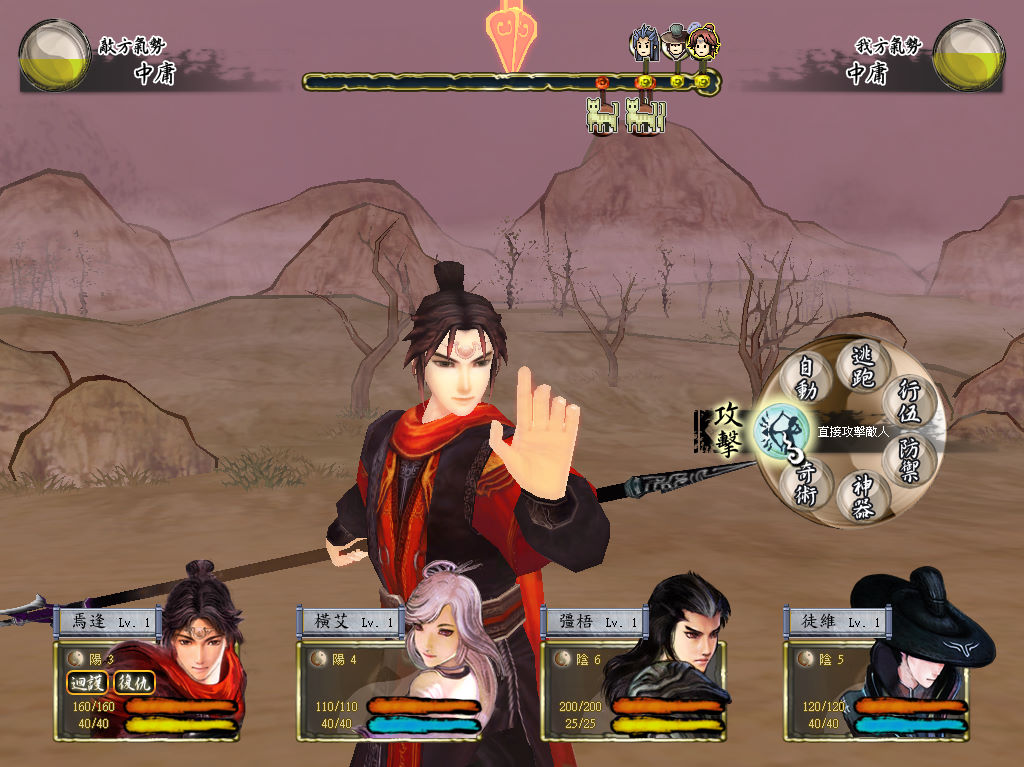 敵方氣勢
中庸
我方氣勢
中庸
逃跑
自動
行伍
攻擊
直接攻擊敵人
防禦
奇術
神器
焉逢 Lv. 1
陽 3
迴護 復仇
160/160
40/40
橫艾 Lv. 1
陽 4
110/110
40/40
彊梧 Lv. 1
陰 6
200/200
25/25
徒維 Lv. 1
陰 5
120/120
40/40